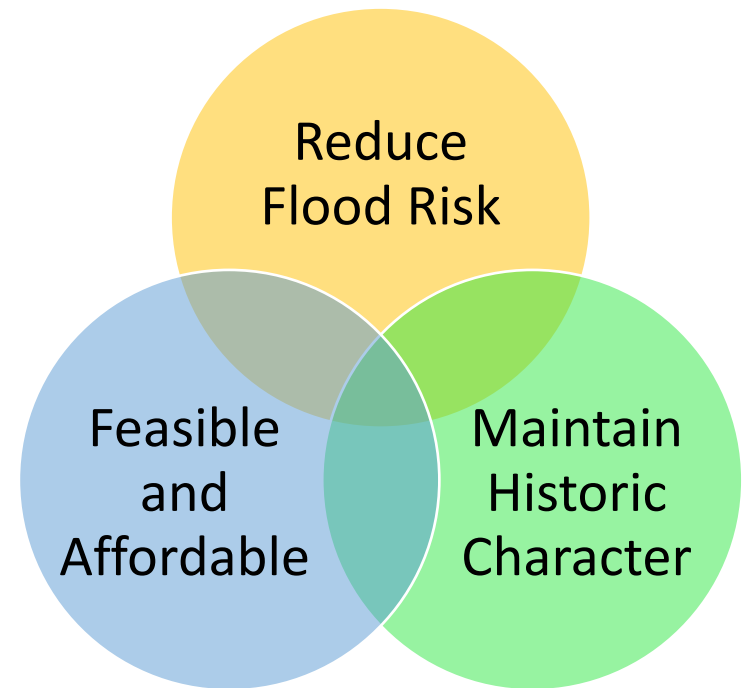 Reduce
Flood Risk
Feasible
and
Affordable
Maintain
Historic
Character